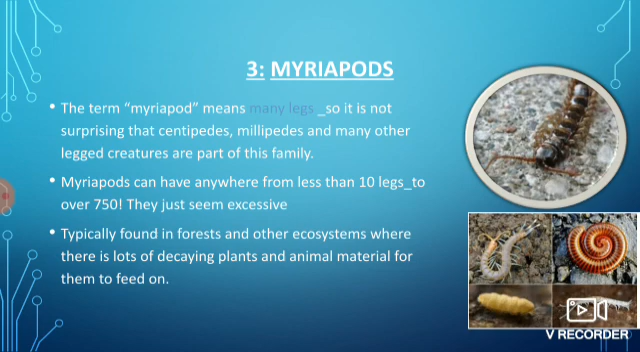 3: MYRIAPODS
• The term “myriapod” means many legs _so it is not
surprising that centipedes, millipedes and many other
legged creatures are part of this family.
• Myriapods can have anywhere from less than 10 legs_to
over 750! They just seem excessive
• Typically found in forests and other ecosystems where
there is lots of decaying plants and animal material for
them to feed on.
V RECORDER